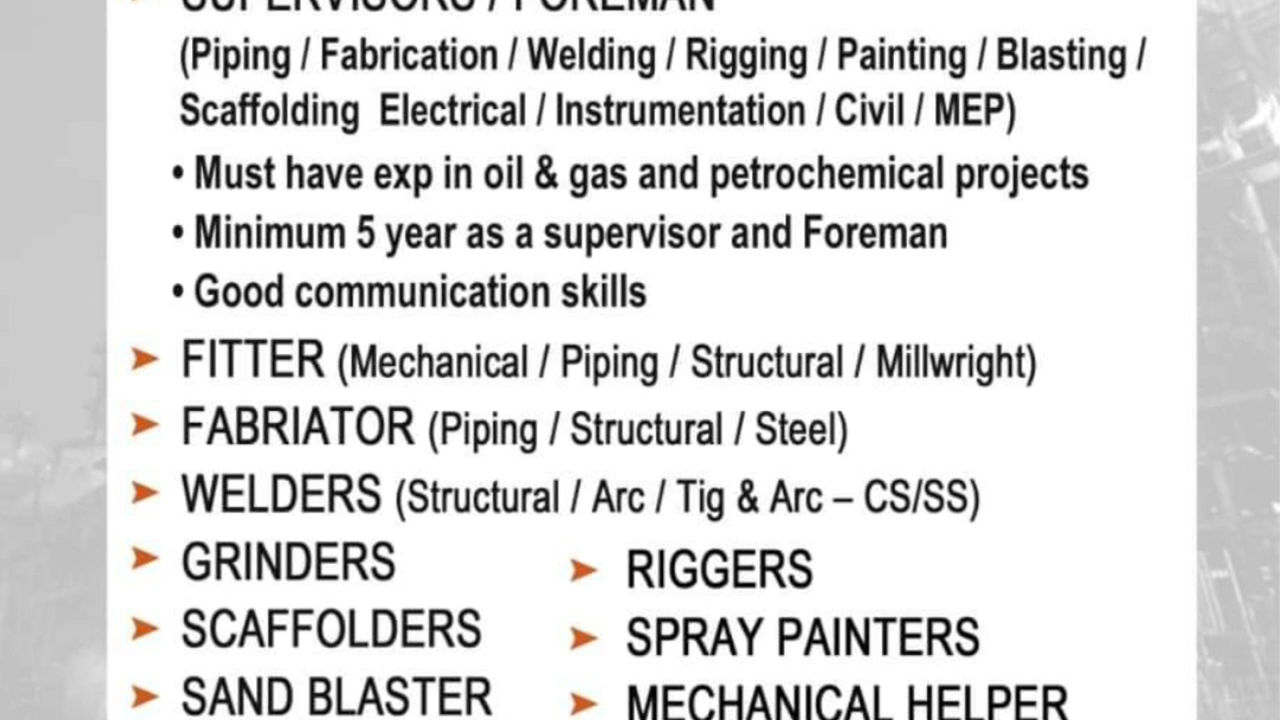 SUPERVISORS / FOREMAN
(Piping / Fabrication / Welding / Rigging / Painting / Blasting /
Scaffolding Electrical / Instrumentation / Civil / MEP)
• Must have exp in oil & gas and petrochemical projects
• Minimum 5 year as a supervisor and Foreman
• Good communication skills
➤ FITTER (Mechanical / Piping / Structural / Millwright)
➤ FABRIATOR (Piping / Structural / Steel)
➤ WELDERS (Structural / Arc / Tig & Arc – CS/SS)
➤ GRINDERS
➤ RIGGERS
➤ SCAFFOLDERS
➤ SPRAY PAINTERS
➤ SAND BLASTER
➤ MECHANICAL HELPER